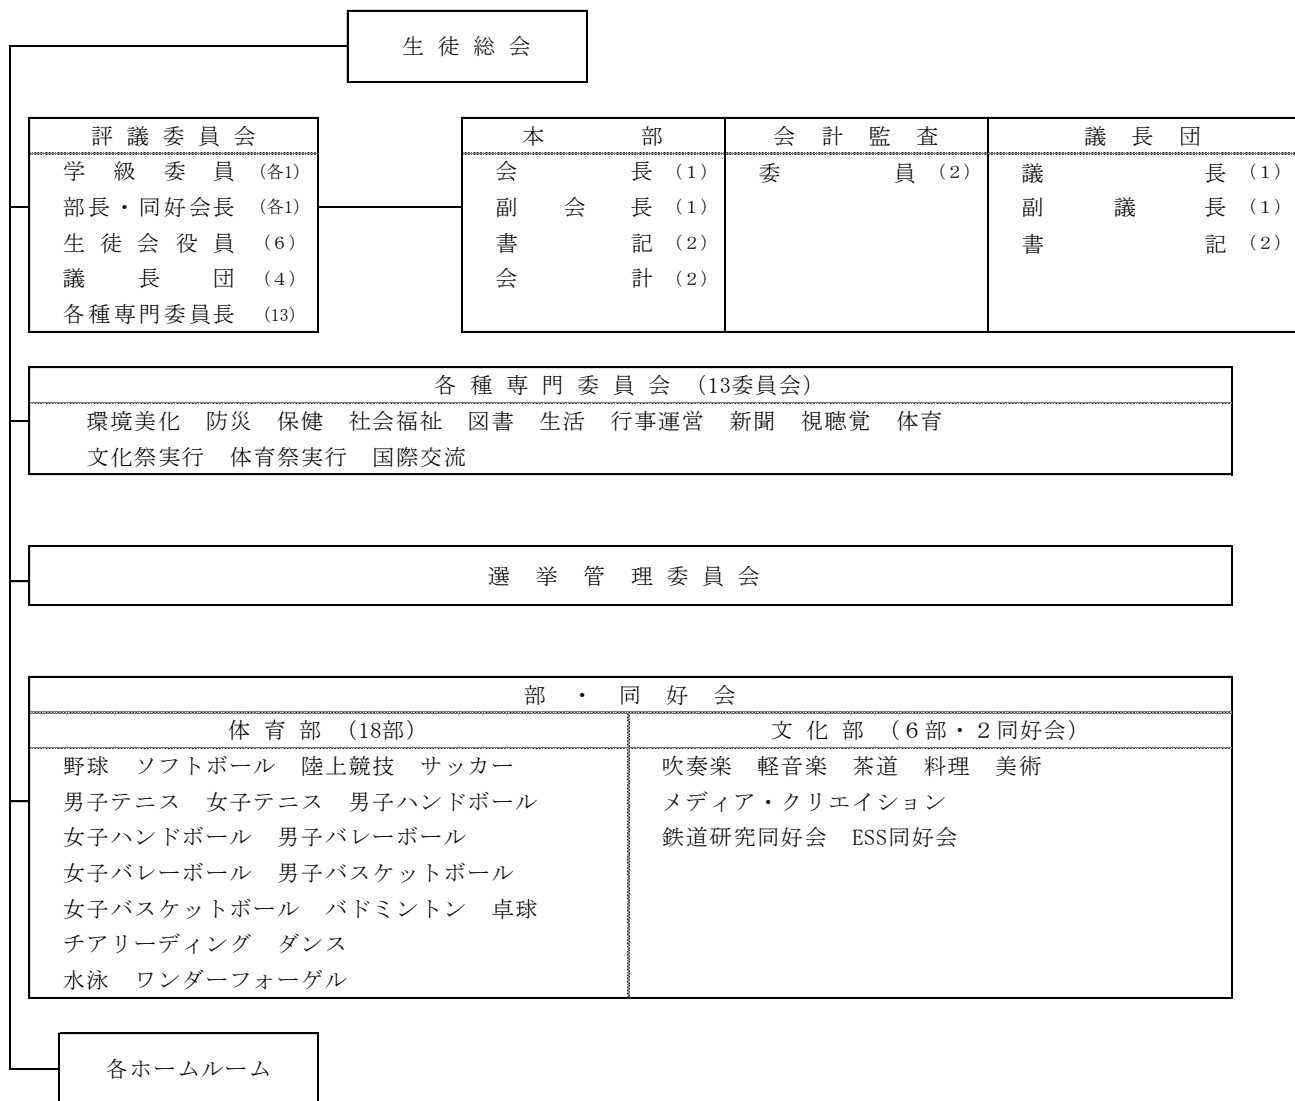 生徒総会
評議委員会
学級委員（各1）
部長・同好会長（各1）
生徒会役員（6）
議長団（4）
各種専門委員長（13）
本部
会長（1）
副会長（1）
書記（2）
会計（2）
会計監査
委員（2）
議長団
議長（1）
副議長（1）
書記（2）
各種専門委員会（13委員会）
環境美化　防災　保健　社会福祉　図書　生活　行事運営　新聞　視聴覚　体育
文化祭実行　体育祭実行　国際交流
選挙管理委員会
部・同好会
体育部（18部）
野球　ソフトボール　陸上競技　サッカー
男子テニス　女子テニス　男子ハンドボール
女子ハンドボール　男子バレーボール
女子バレーボール　男子バスケットボール
女子バスケットボール　バドミントン　卓球
チアリーディング　ダンス
水泳　ワンダーフォーゲル
文化部（６部・２同好会）
吹奏楽　軽音楽　茶道　料理　美術
メディア・クリエイション
鉄道研究同好会　ESS同好会
各ホームルーム